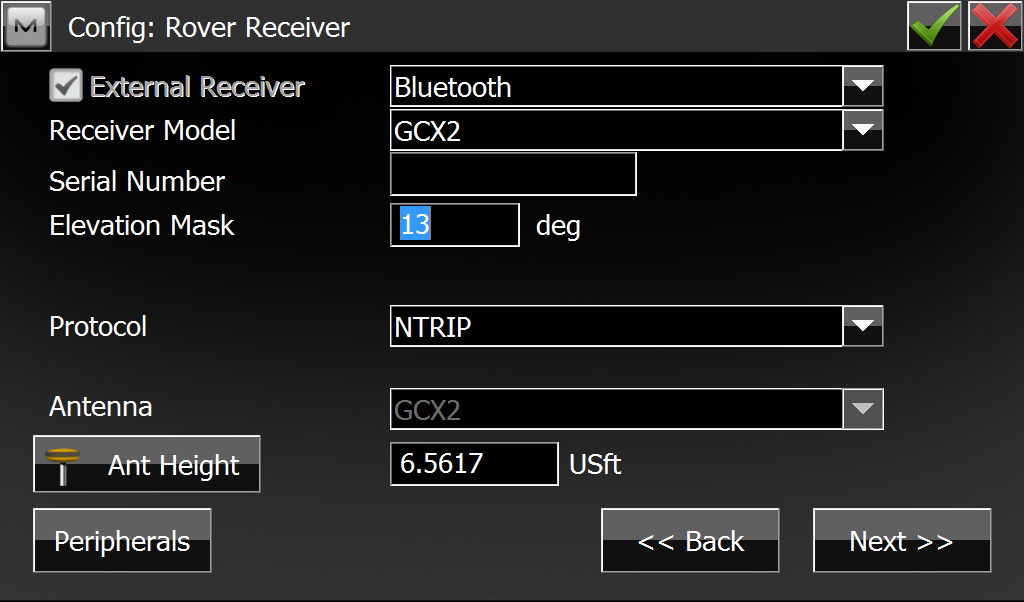 M Config: Rover Receiver
External Receiver Bluetooth
Receiver Model GCX2
Serial Number
Elevation Mask 13 deg
Protocol NTRIP
Antenna GCX2
Ant Height 6.5617 USft
Peripherals << Back Next >>